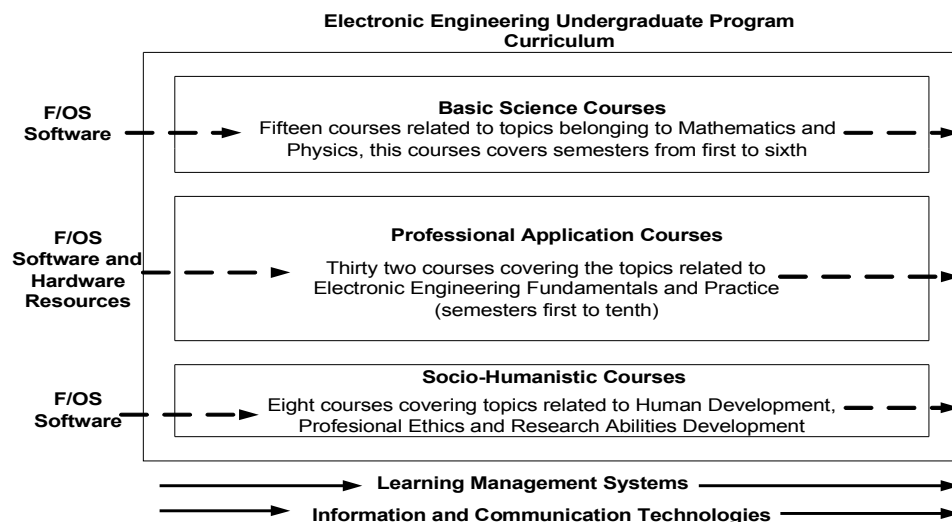 Electronic Engineering Undergraduate Program
Curriculum
F/OS
Software
Basic Science Courses
Fifteen courses related to topics belonging to Mathematics and
Physics, this courses covers semesters from first to sixth
F/OS
Software and
Hardware
Resources
Professional Application Courses
Thirty two courses covering the topics related to
Electronic Engineering Fundamentals and Practice
(semesters first to tenth)
F/OS
Software
Socio-Humanistic Courses
Eight courses covering topics related to Human Development,
Profesional Ethics and Research Abilities Development
Learning Management Systems
Information and Communication Technologies